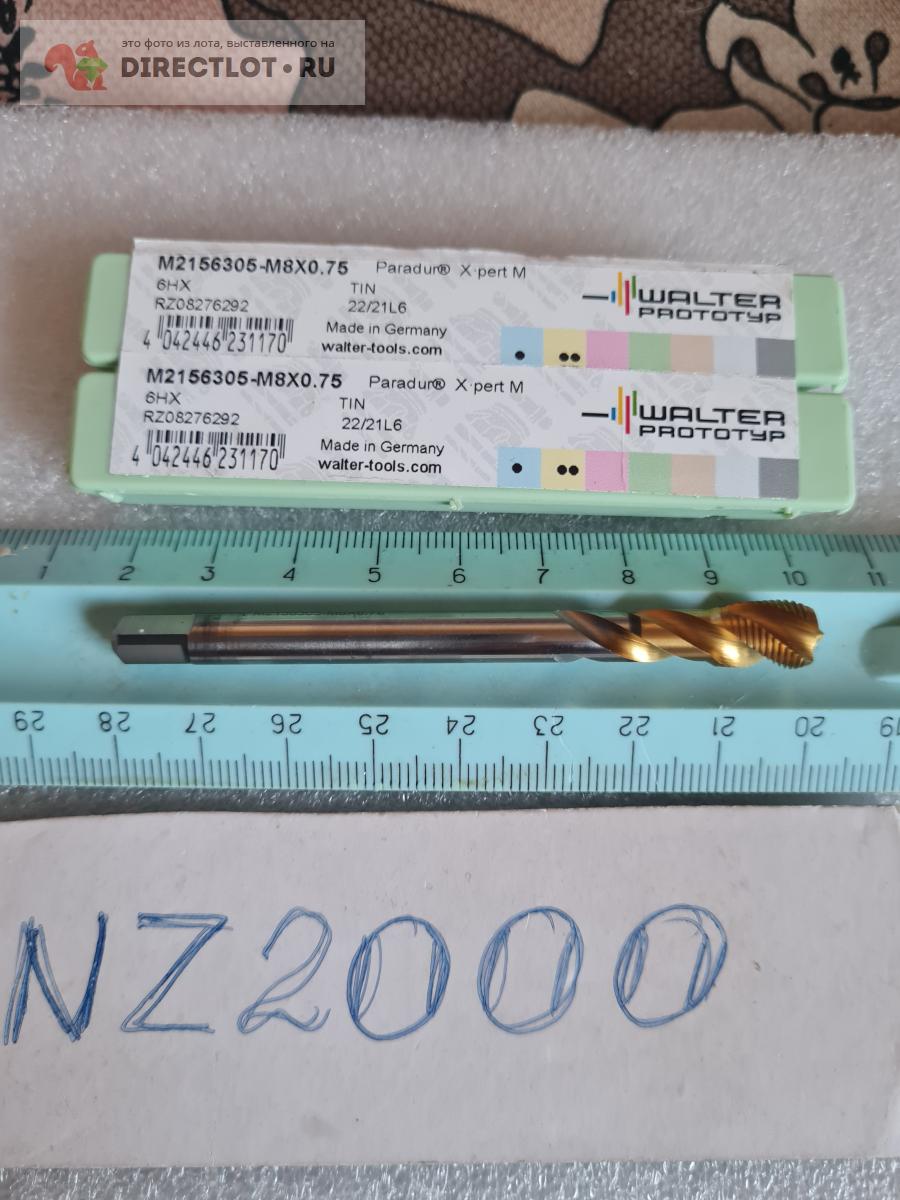 это фото из лота, выставленного на
DIRECTLOT•RU
M2156305-M8X0.75 Paradur® X·pert M
6HX TIN
RZ08276292 22/21L6
Made in Germany
4 042446 231170 walter-tools.com
WALTER
PROTOTYP
M2156305-M8X0.75 Paradur® X·pert M
6HX TIN
RZ08276292 22/21L6
Made in Germany
4 042446 231170 walter-tools.com
WALTER
PROTOTYP
1 2 3 4 5 6 7 8 9 10 11
M2156305-M8X0.75
29 28 27 26 25 24 23 22 21 20 19
NZ2000